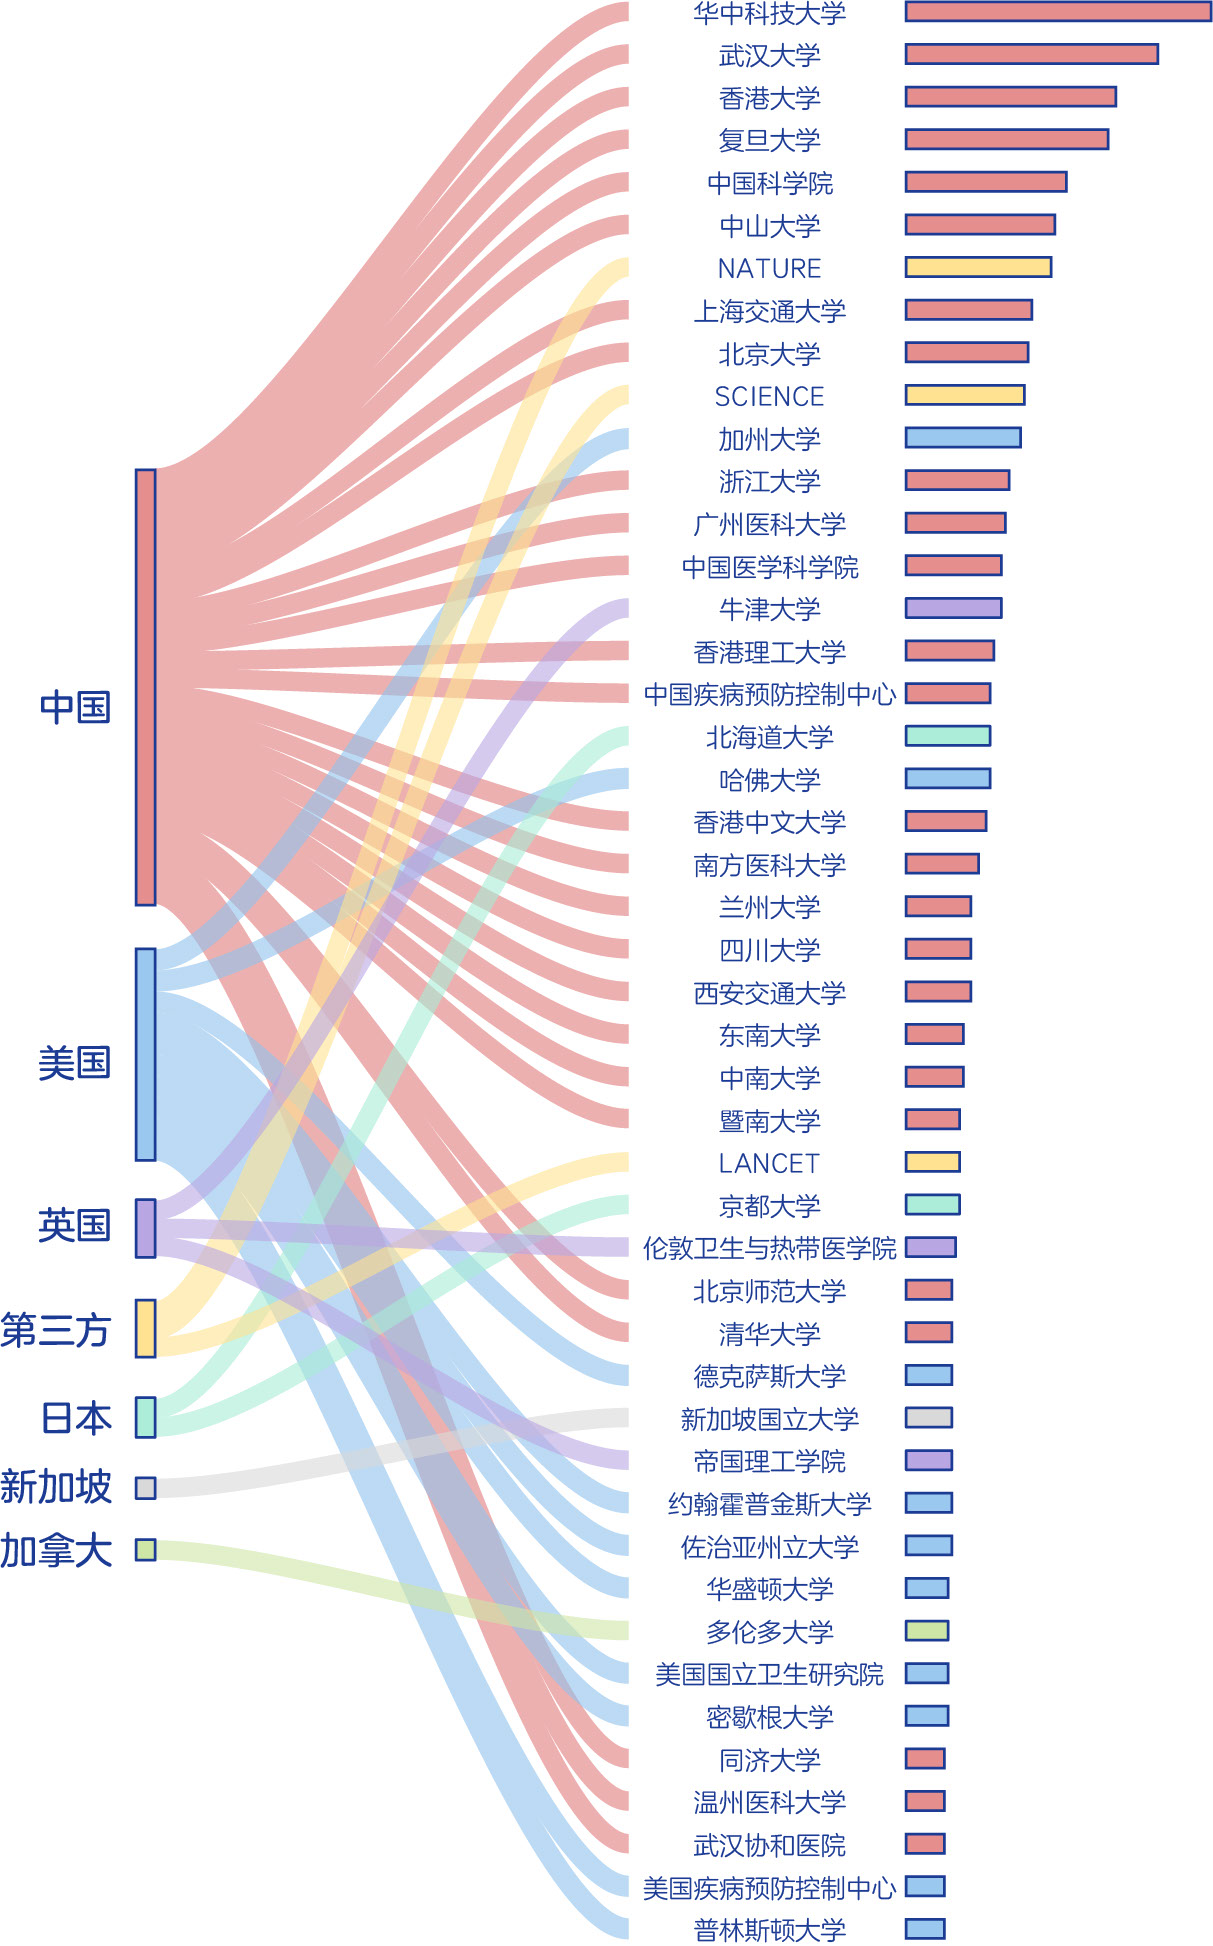 中国
美国
英国
第三方
日本
新加坡
加拿大
华中科技大学
武汉大学
香港大学
复旦大学
中国科学院
中山大学
NATURE
上海交通大学
北京大学
SCIENCE
加州大学
浙江大学
广州医科大学
中国医学科学院
牛津大学
香港理工大学
中国疾病预防控制中心
北海道大学
哈佛大学
香港中文大学
南方医科大学
兰州大学
四川大学
西安交通大学
东南大学
中南大学
暨南大学
LANCET
京都大学
伦敦卫生与热带医学院
北京师范大学
清华大学
德克萨斯大学
新加坡国立大学
帝国理工学院
约翰霍普金斯大学
佐治亚州立大学
华盛顿大学
多伦多大学
美国国立卫生研究院
密歇根大学
同济大学
温州医科大学
武汉协和医院
美国疾病预防控制中心
普林斯顿大学